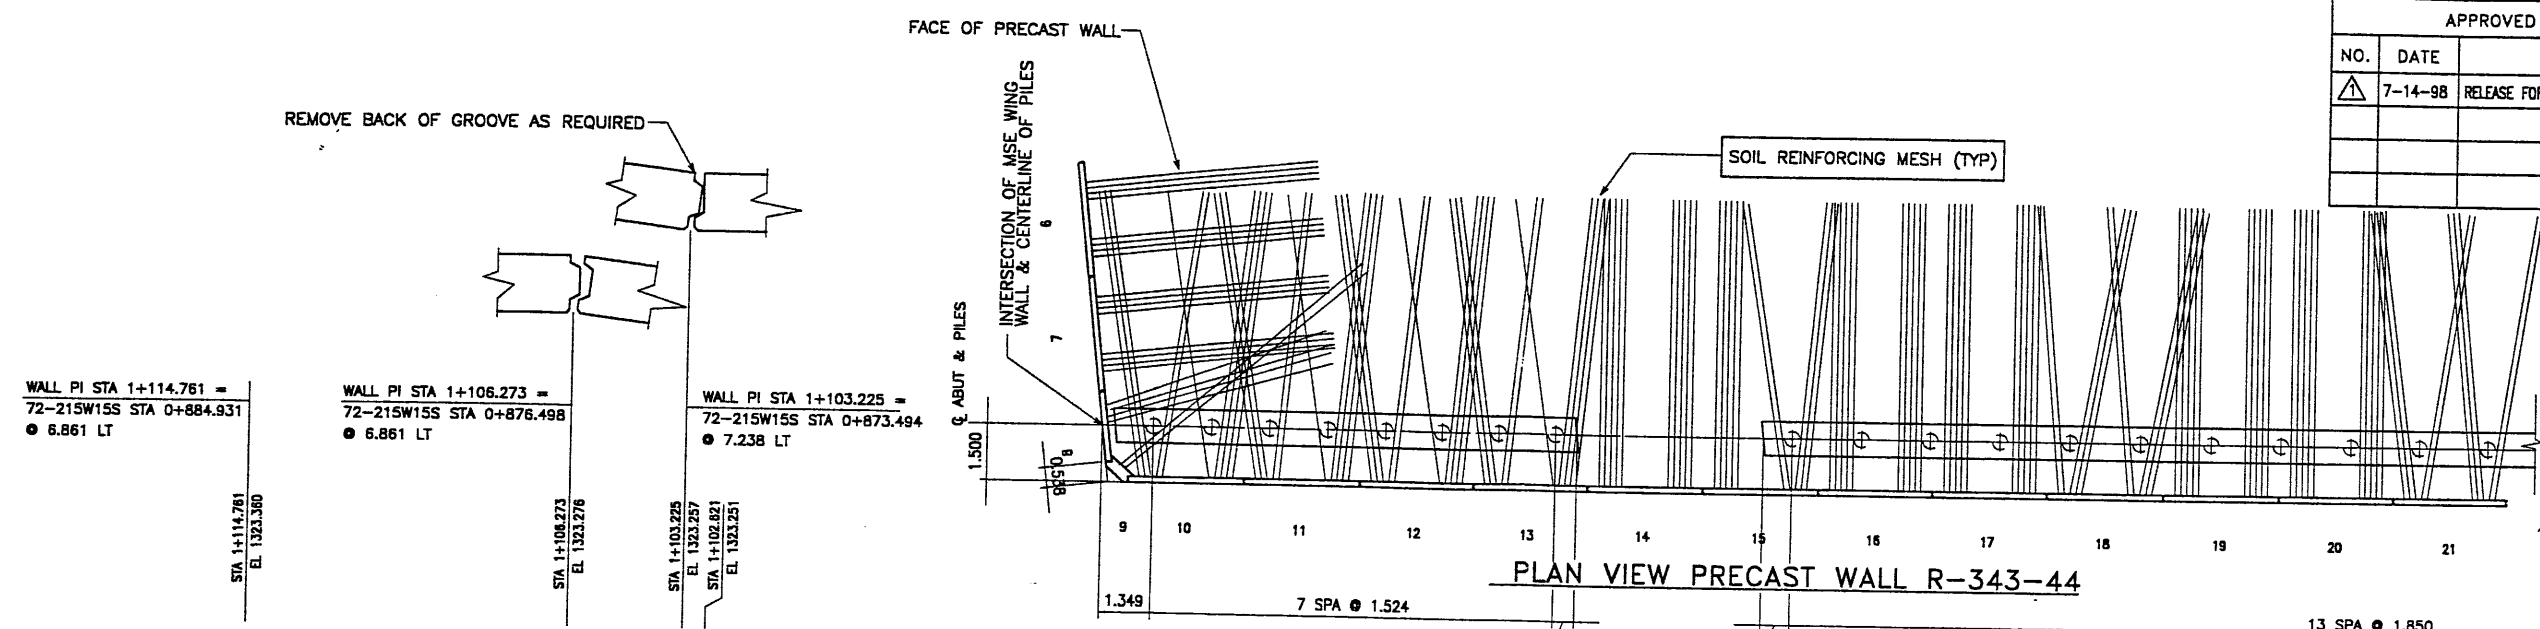 FACE OF PRECAST WALL
REMOVE BACK OF GROOVE AS REQUIRED
INTERSECTION OF MSE WING
WALL & CENTERLINE OF PILES
SOIL REINFORCING MESH (TYP)
APPROVED
NO. DATE
1 7-14-98 RELEASE FOR
6
7
8
℄ ABUT & PILES
1.500
0.538
WALL PI STA 1+114.761 =
72-215W15S STA 0+884.931
@ 6.861 LT
WALL PI STA 1+106.273 =
72-215W15S STA 0+876.498
@ 6.861 LT
WALL PI STA 1+103.225 =
72-215W15S STA 0+873.494
@ 7.238 LT
STA 1+114.761
EL 1323.360
STA 1+106.273
EL 1323.276
STA 1+103.225
EL 1323.257
STA 1+102.821
EL 1323.251
9 10 11 12 13 14 15 16 17 18 19 20 21
PLAN VIEW PRECAST WALL R-343-44
1.349
7 SPA @ 1.524
13 SPA @ 1.850